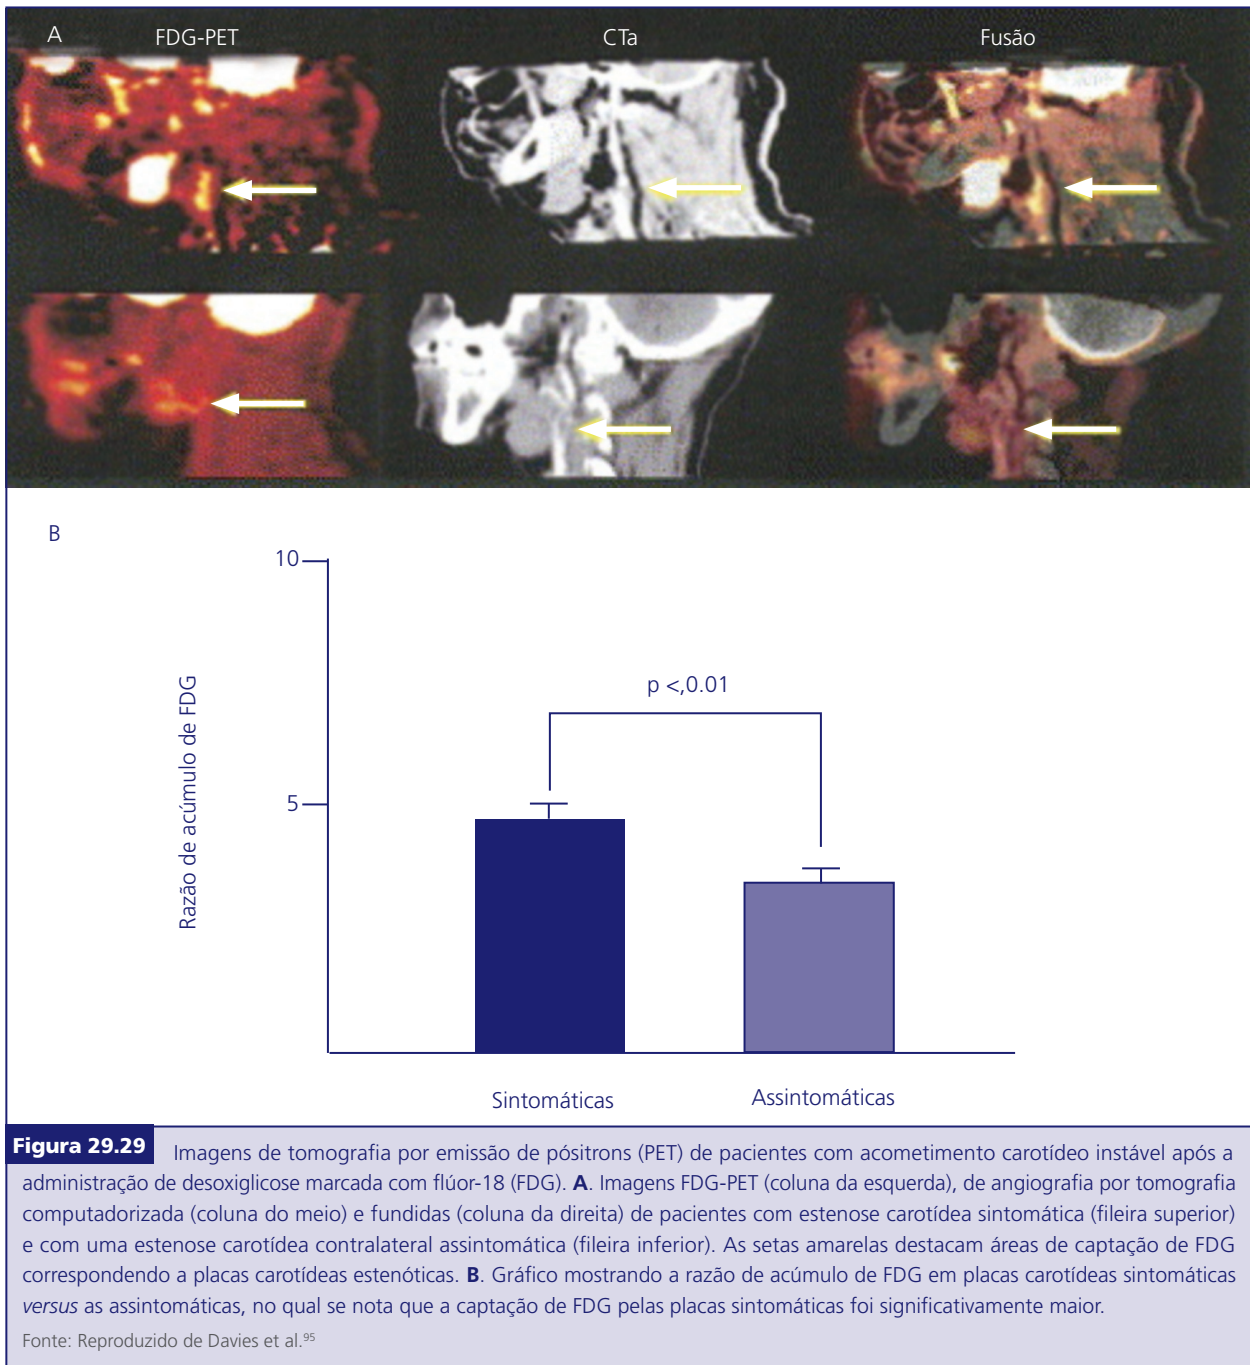 A
FDG-PET
CTa
Fusão
B
10
5
p <,0.01
Razão de acúmulo de FDG
Sintomáticas
Assintomáticas
Figura 29.29 Imagens de tomografia por emissão de pósitrons (PET) de pacientes com acometimento carotídeo instável após a
administração de desoxiglicose marcada com flúor-18 (FDG). A. Imagens FDG-PET (coluna da esquerda), de angiografia por tomografia
computadorizada (coluna do meio) e fundidas (coluna da direita) de pacientes com estenose carotídea sintomática (fileira superior)
e com uma estenose carotídea contralateral assintomática (fileira inferior). As setas amarelas destacam áreas de captação de FDG
correspondendo a placas carotídeas estenóticas. B. Gráfico mostrando a razão de acúmulo de FDG em placas carotídeas sintomáticas
versus as assintomáticas, no qual se nota que a captação de FDG pelas placas sintomáticas foi significativamente maior.
Fonte: Reproduzido de Davies et al.95